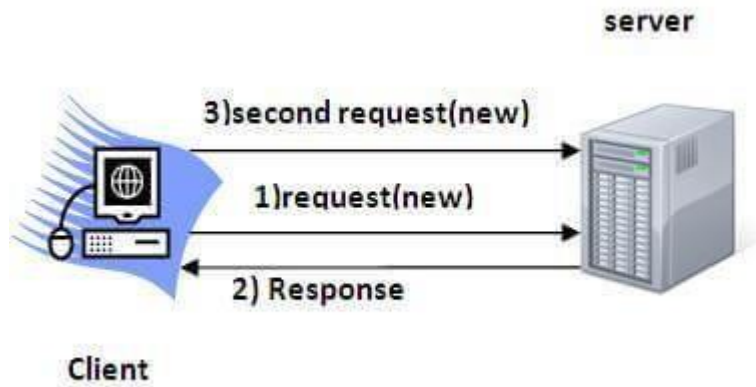 server
3)second request(new)
1)request(new)
2) Response
Client